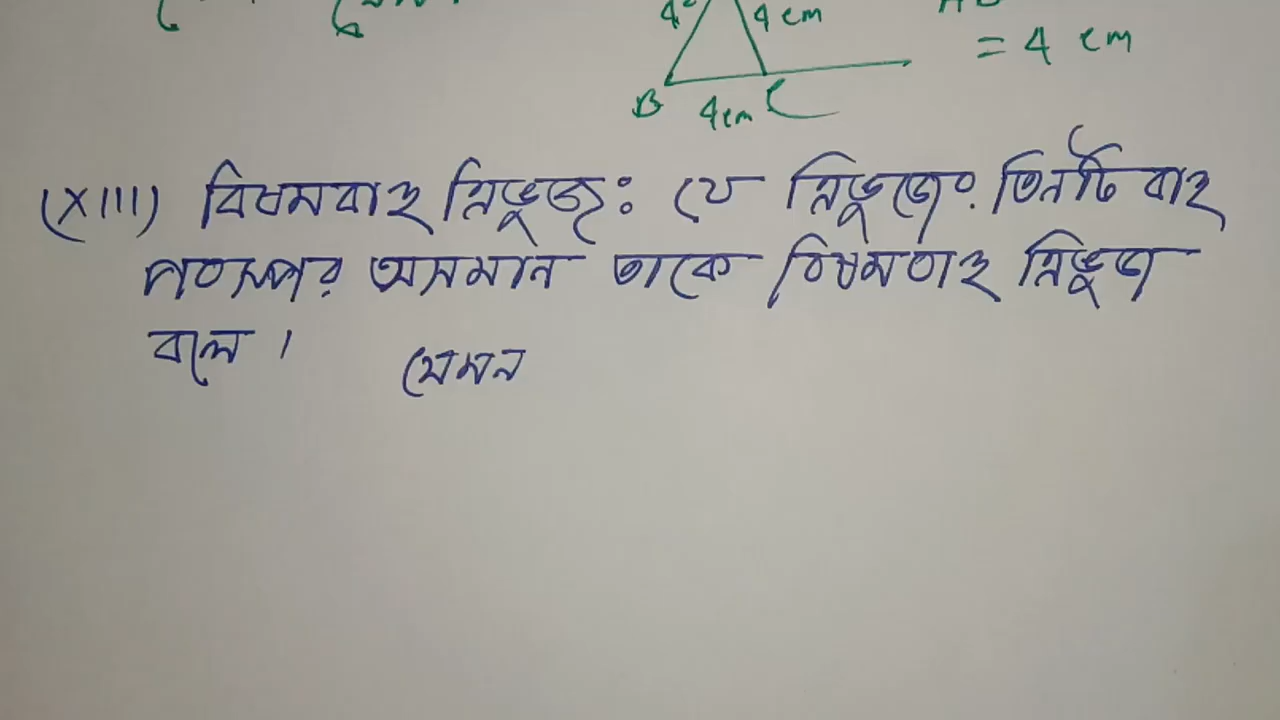 4 cm
= 4 cm
B 4cm C
(XIII) বিষমবাহু ত্রিভুজ: যে ত্রিভুজের তিনটি বাহু
পরস্পর অসমান তাকে বিষমবাহু ত্রিভুজ
বলে ।
যেমন